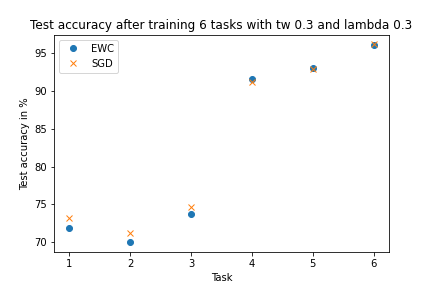 Test accuracy after training 6 tasks with tw 0.3 and lambda 0.3
EWC
SGD
95
90
85
80
75
70
Test accuracy in %
1 2 3 4 5 6
Task